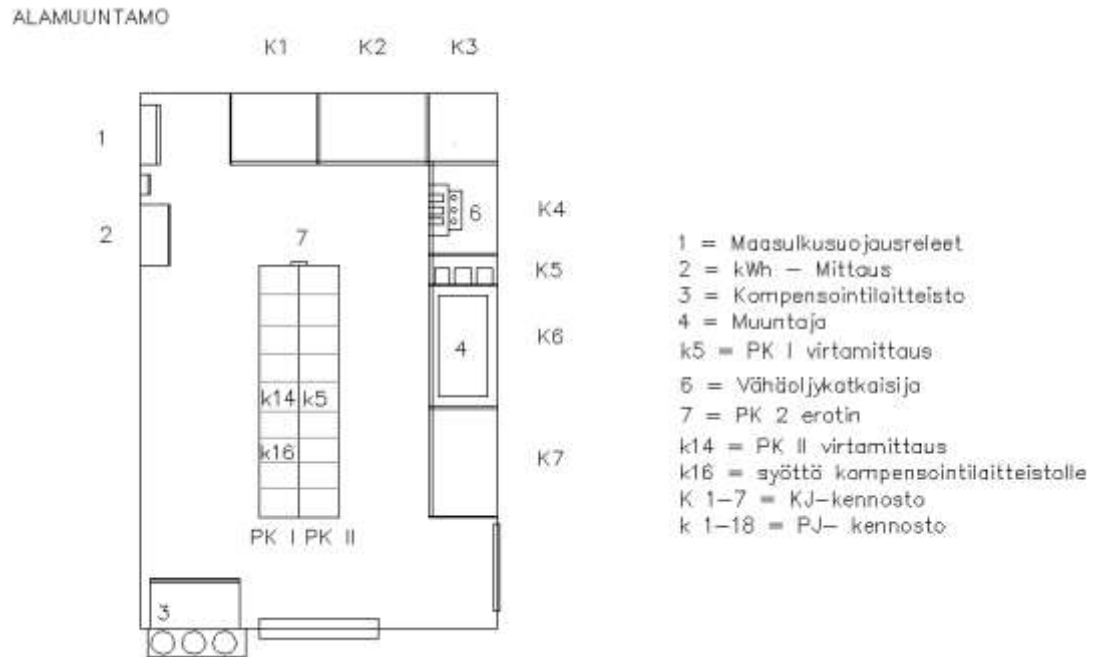 ALAMUUNTAMO
K1 K2 K3
1
6
K4
2
7
K5
4
K6
k14 k5
k16
K7
PK I PK II
3
1 = Maasulkusuojausreleet
2 = kWh – Mittaus
3 = Kompensointilaitteisto
4 = Muuntaja
k5 = PK I virtamittaus
6 = Vähäoljykatkaisija
7 = PK 2 erotin
k14 = PK II virtamittaus
k16 = syöttö kompensointilaitteistolle
K 1–7 = KJ–kennosto
k 1–18 = PJ– kennosto